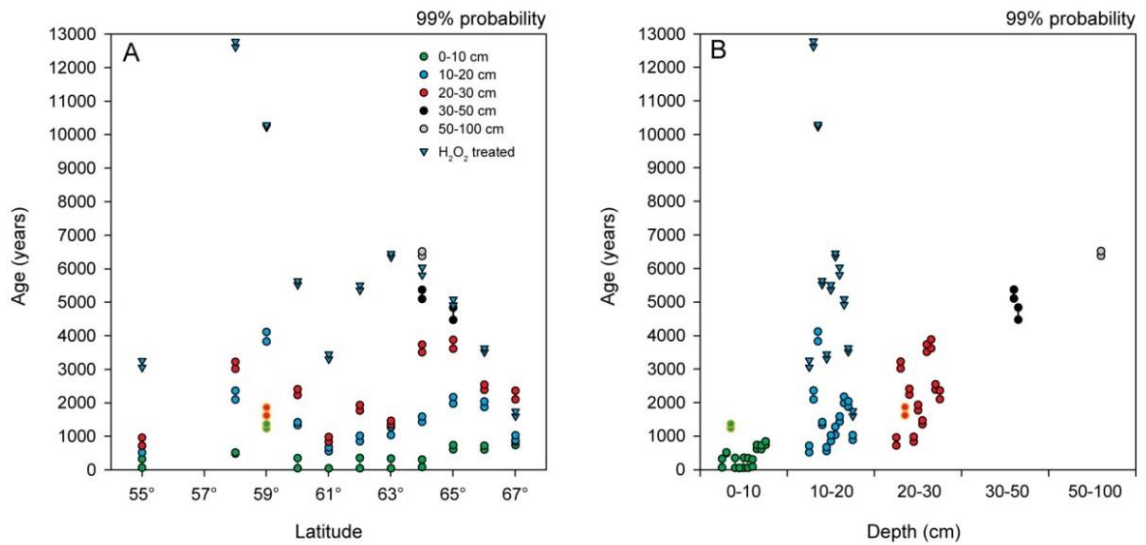 99% probability
A
13000
12000
11000
10000
9000
8000
7000
6000
5000
4000
3000
2000
1000
0
Age (years)
0-10 cm
10-20 cm
20-30 cm
30-50 cm
50-100 cm
H₂O₂ treated
55° 57° 59° 61° 63° 65° 67°
Latitude
99% probability
B
13000
12000
11000
10000
9000
8000
7000
6000
5000
4000
3000
2000
1000
0
Age (years)
0-10 10-20 20-30 30-50 50-100
Depth (cm)